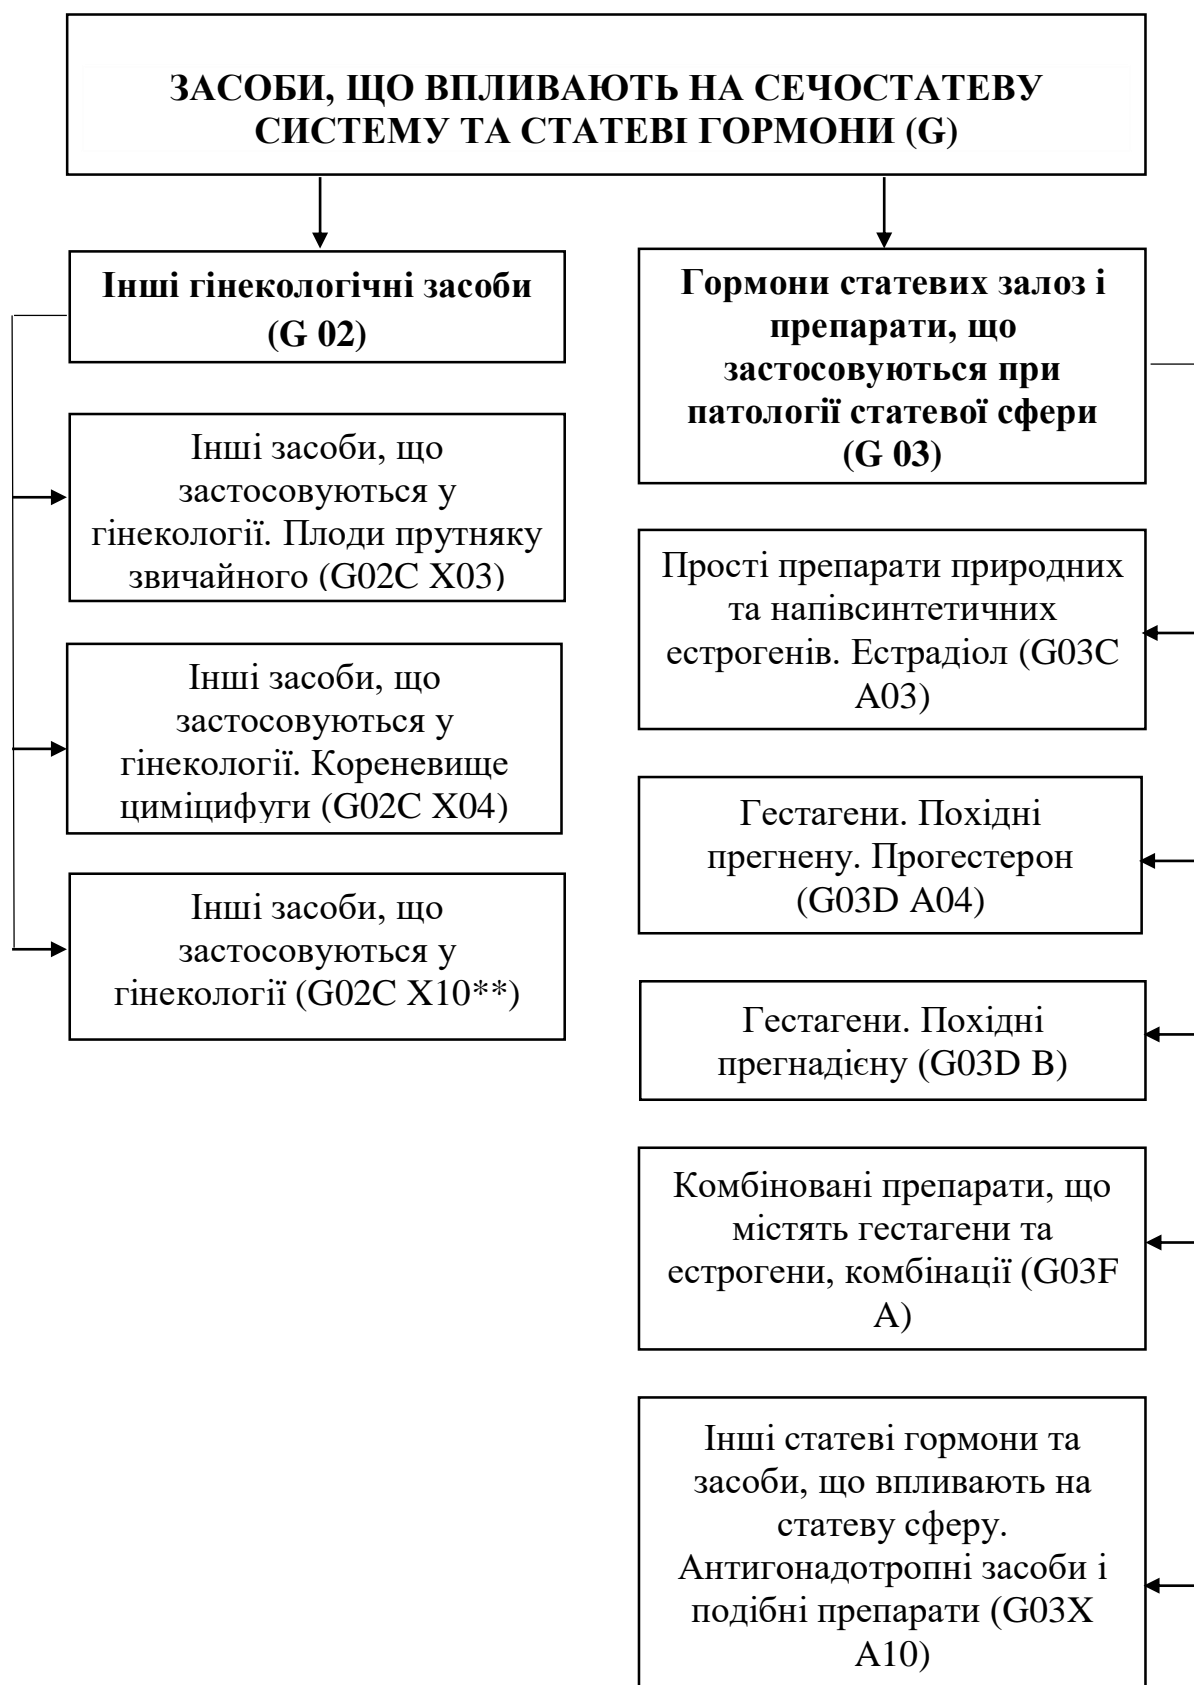 ЗАСОБИ, ЩО ВПЛИВАЮТЬ НА СЕЧОСТАТЕВУ
СИСТЕМУ ТА СТАТЕВІ ГОРМОНИ (G)
Інші гінекологічні засоби
(G 02)
Інші засоби, що
застосовуються у
гінекології. Плоди прутняку
звичайного (G02C X03)
Інші засоби, що
застосовуються у
гінекології. Кореневище
циміцифуги (G02C X04)
Інші засоби, що
застосовуються у
гінекології (G02C X10**)
Гормони статевих залоз і
препарати, що
застосовуються при
патології статевої сфери
(G 03)
Прості препарати природних
та напівсинтетичних
естрогенів. Естрадіол (G03C
A03)
Гестагени. Похідні
прегнену. Прогестерон
(G03D A04)
Гестагени. Похідні
прегнадієну (G03D B)
Комбіновані препарати, що
містять гестагени та
естрогени, комбінації (G03F
A)
Інші статеві гормони та
засоби, що впливають на
статеву сферу.
Антигонадотропні засоби і
подібні препарати (G03X
A10)